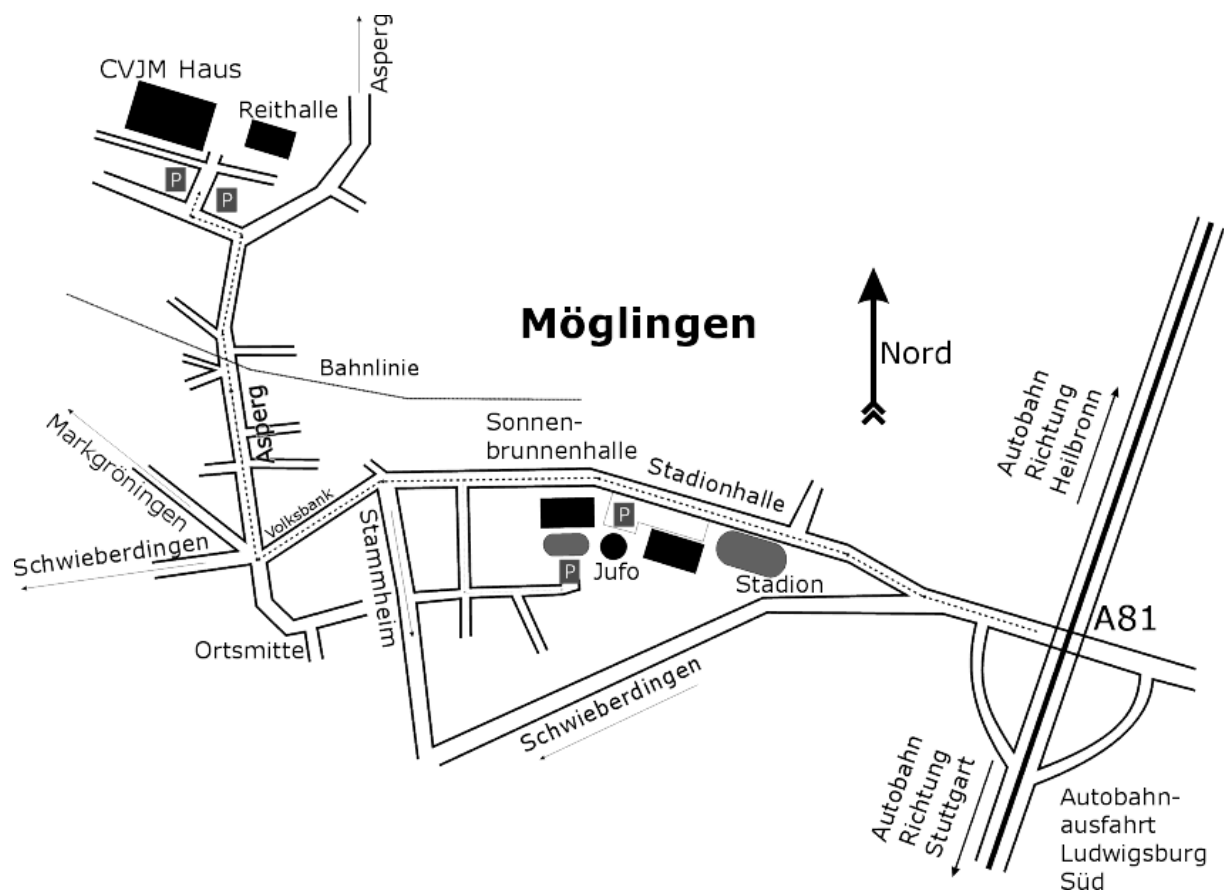 Asperg
CVJM Haus
Reithalle
P
P
Möglingen
Nord
Bahnlinie
Autobahn
Richtung
Heilbronn
Asperg
Sonnen-
brunnenhalle
Markgröningen
Volksbank
Stadionhalle
P
Schwieberdingen
Stammheim
Jufo
P
Stadion
A81
Ortsmitte
Schwieberdingen
Autobahn
Richtung
Stuttgart
Autobahn-
ausfahrt
Ludwigsburg
Süd